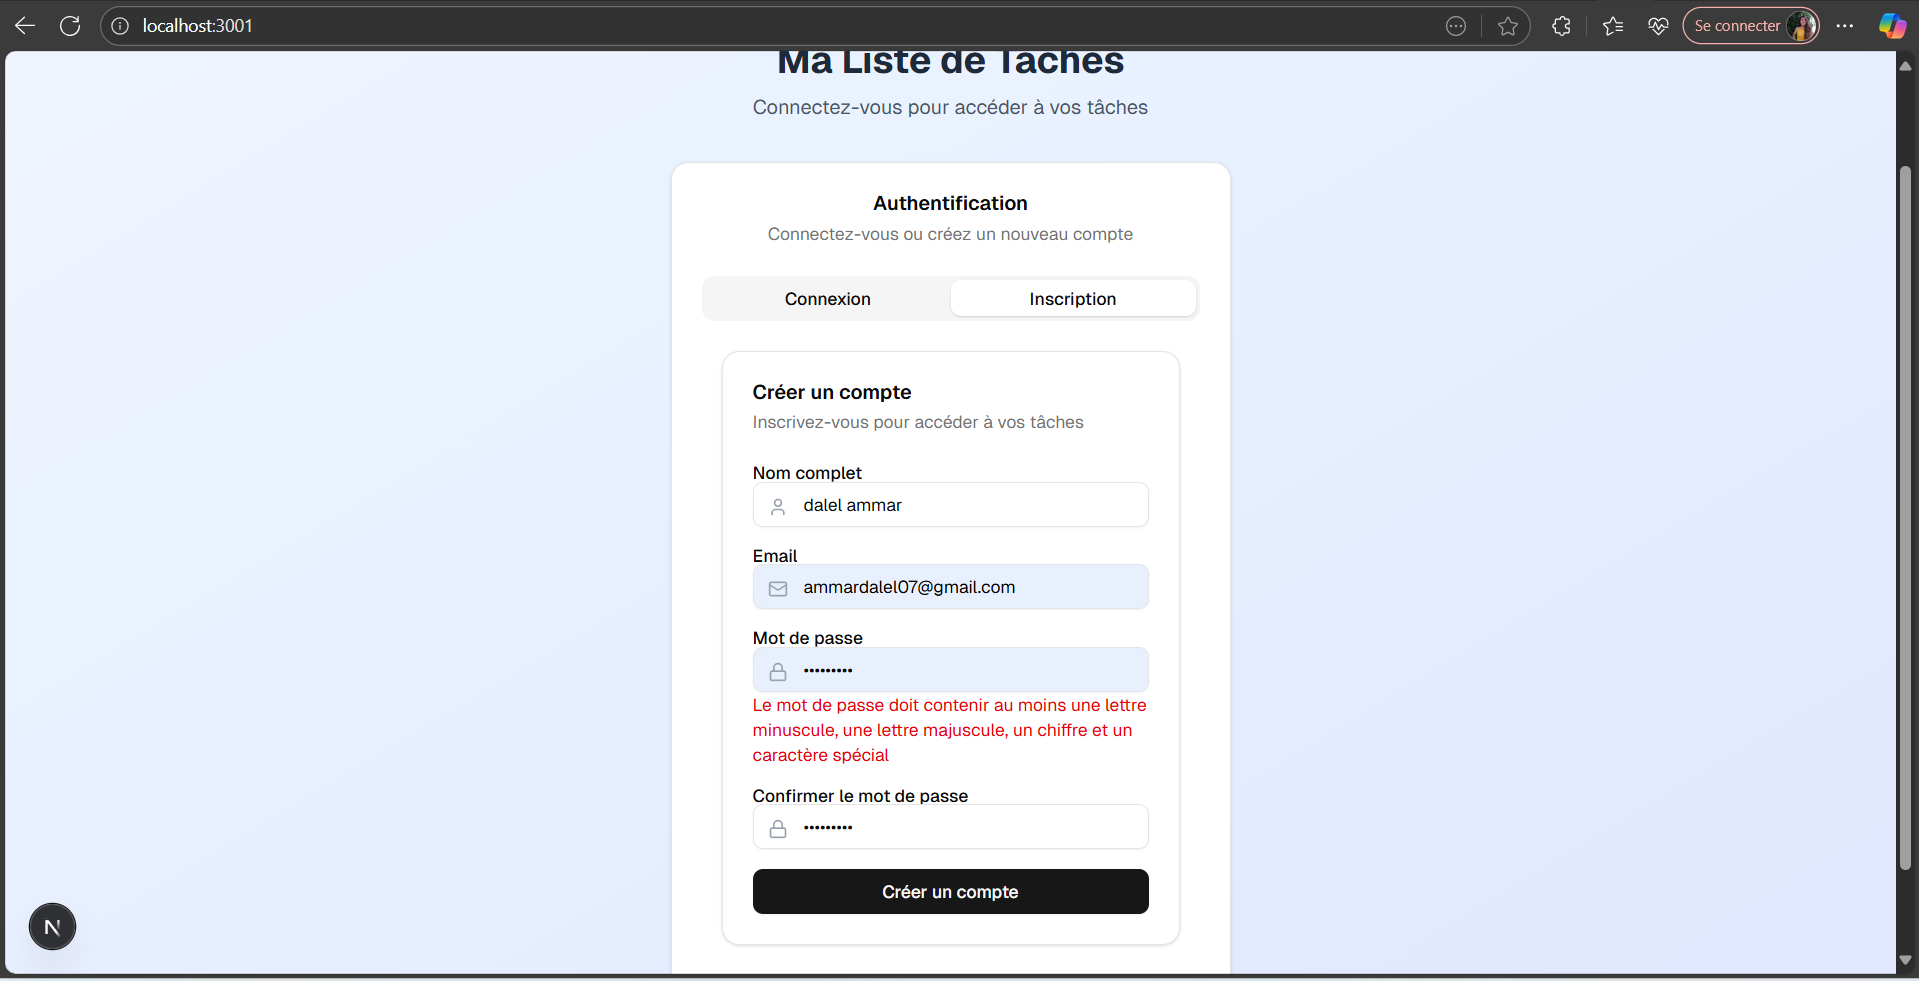 localhost:3001
Se connecter
Ma Liste de Tâches
Connectez-vous pour accéder à vos tâches
Authentification
Connectez-vous ou créez un nouveau compte
Connexion
Inscription
Créer un compte
Inscrivez-vous pour accéder à vos tâches
Nom complet
dalel ammar
Email
ammardalel07@gmail.com
Mot de passe
•••••••••
Le mot de passe doit contenir au moins une lettre
minuscule, une lettre majuscule, un chiffre et un
caractère spécial
Confirmer le mot de passe
•••••••••
Créer un compte
N